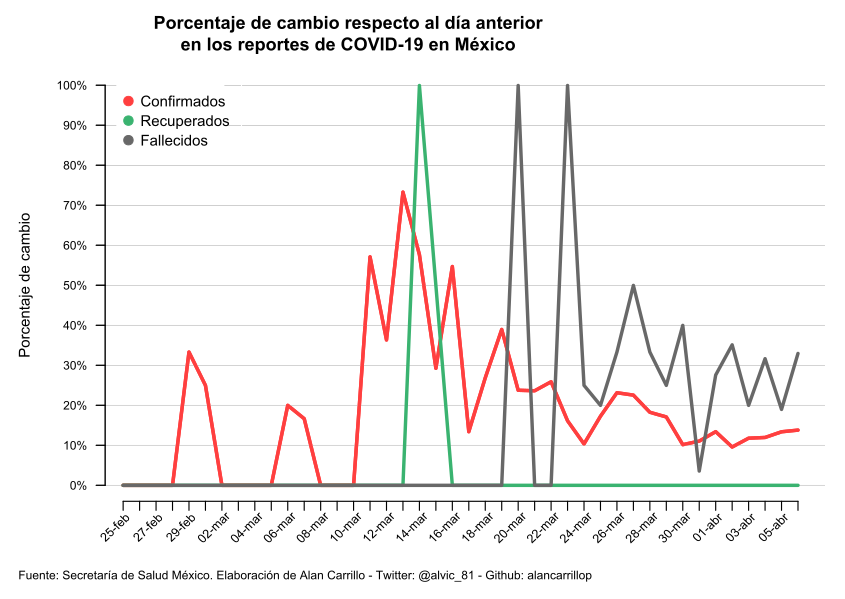 Porcentaje de cambio respecto al día anterior
en los reportes de COVID-19 en México
100%
90%
80%
70%
60%
50%
40%
30%
20%
10%
0%
Porcentaje de cambio
Confirmados
Recuperados
Fallecidos
25-feb
27-feb
29-feb
02-mar
04-mar
06-mar
08-mar
10-mar
12-mar
14-mar
16-mar
18-mar
20-mar
22-mar
24-mar
26-mar
28-mar
30-mar
01-abr
03-abr
05-abr
Fuente: Secretaría de Salud México. Elaboración de Alan Carrillo - Twitter: @alvic_81 - Github: alancarrillop